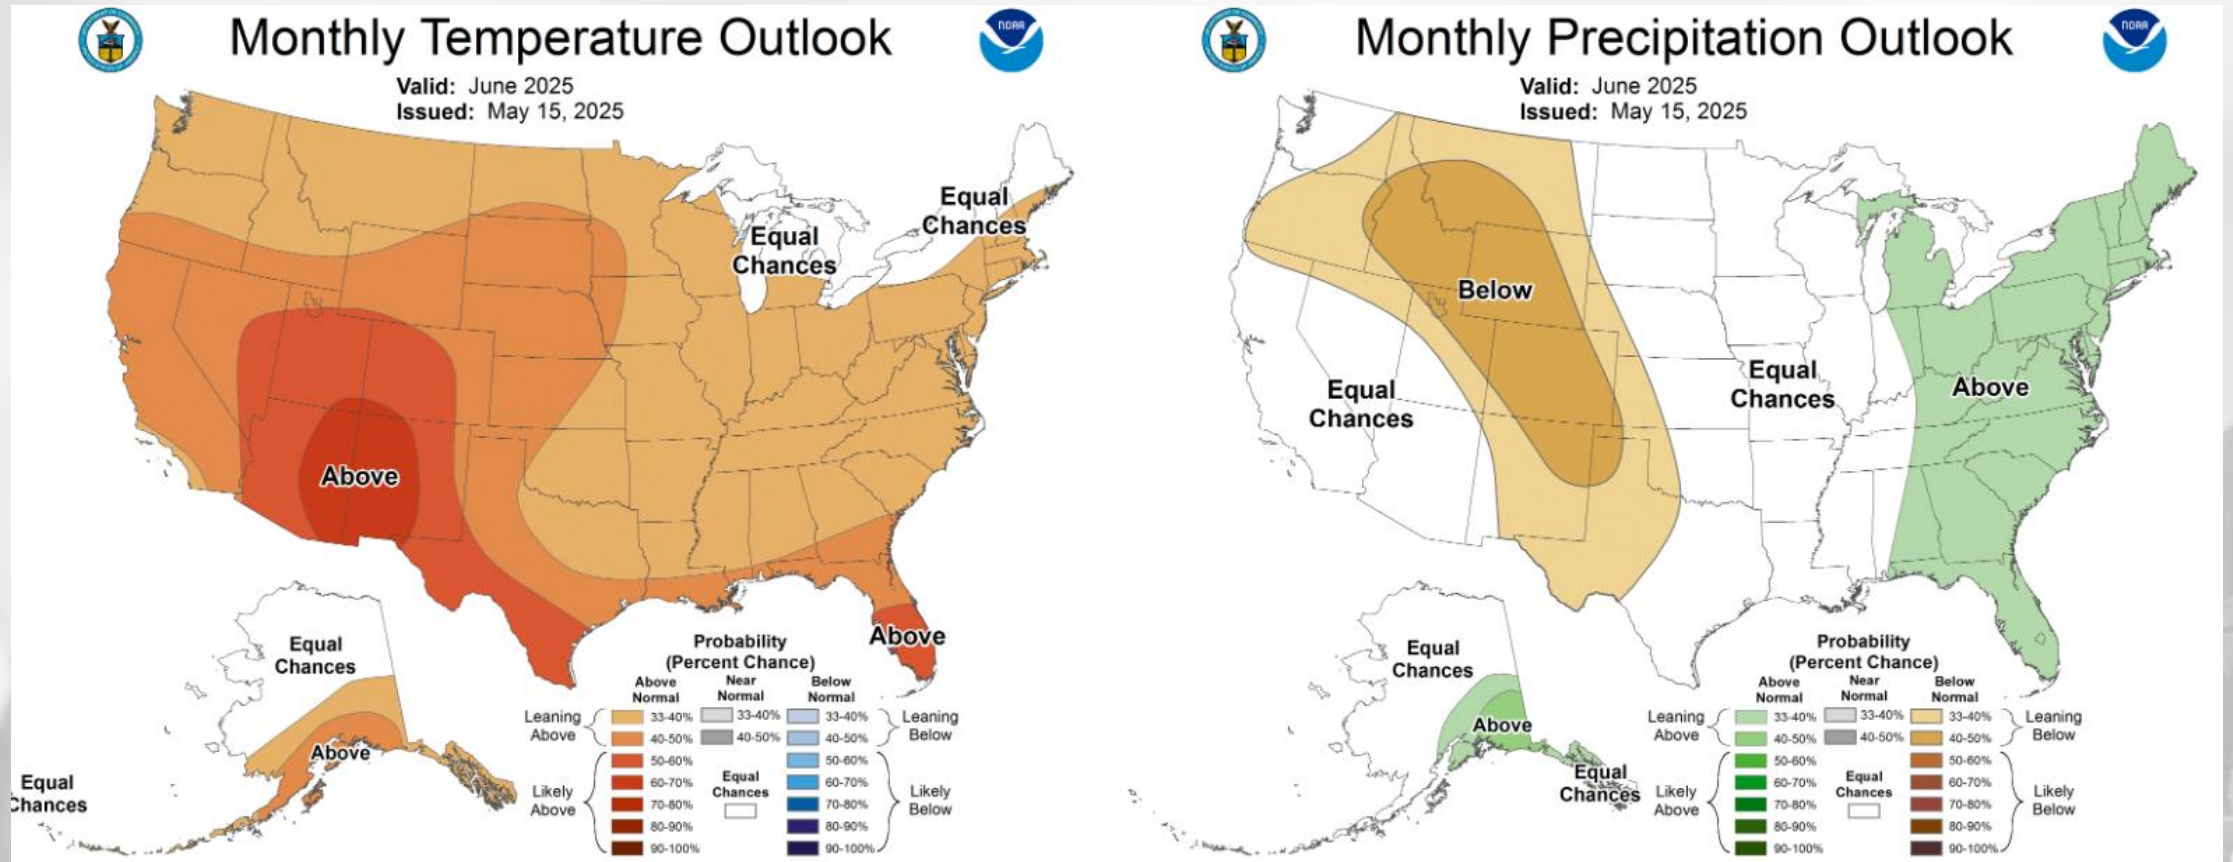 Monthly Temperature Outlook
NOAA
Valid: June 2025
Issued: May 15, 2025
Equal
Chances
Equal
Chances
Above
Above
Equal
Chances
Above
Equal
Chances
Probability
(Percent Chance)
Above
Normal
Near
Normal
Below
Normal
Leaning
Above
33-40%
33-40%
33-40%
Leaning
Below
40-50%
40-50%
40-50%
50-60%
50-60%
Likely
Above
60-70%
Equal
Chances
60-70%
Likely
Below
70-80%
70-80%
80-90%
80-90%
90-100%
90-100%
Monthly Precipitation Outlook
NOAA
Valid: June 2025
Issued: May 15, 2025
Below
Equal
Chances
Equal
Chances
Above
Equal
Chances
Above
Equal
Chances
Probability
(Percent Chance)
Above
Normal
Near
Normal
Below
Normal
Leaning
Above
33-40%
33-40%
33-40%
Leaning
Below
40-50%
40-50%
40-50%
50-60%
50-60%
Likely
Above
60-70%
Equal
Chances
60-70%
Likely
Below
70-80%
70-80%
80-90%
80-90%
90-100%
90-100%